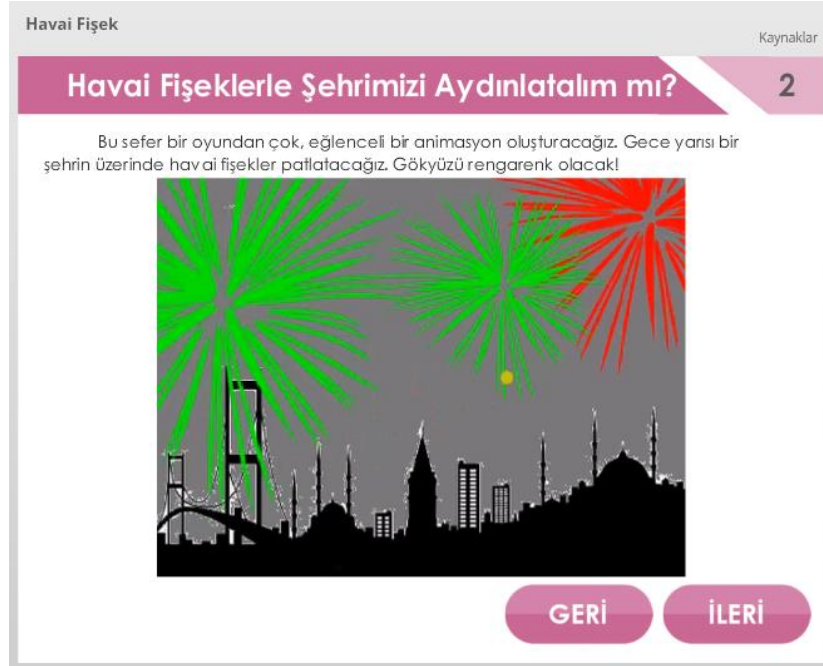 Havai Fişek
Kaynaklar
Havai Fişeklerle Şehrimizi Aydınlatalım mı?
2
Bu sefer bir oyundan çok, eğlenceli bir animasyon oluşturacağız. Gece yarısı bir
şehrin üzerinde havai fişekler patlatacağız. Gökyüzü rengarenk olacak!
GERİ
İLERİ